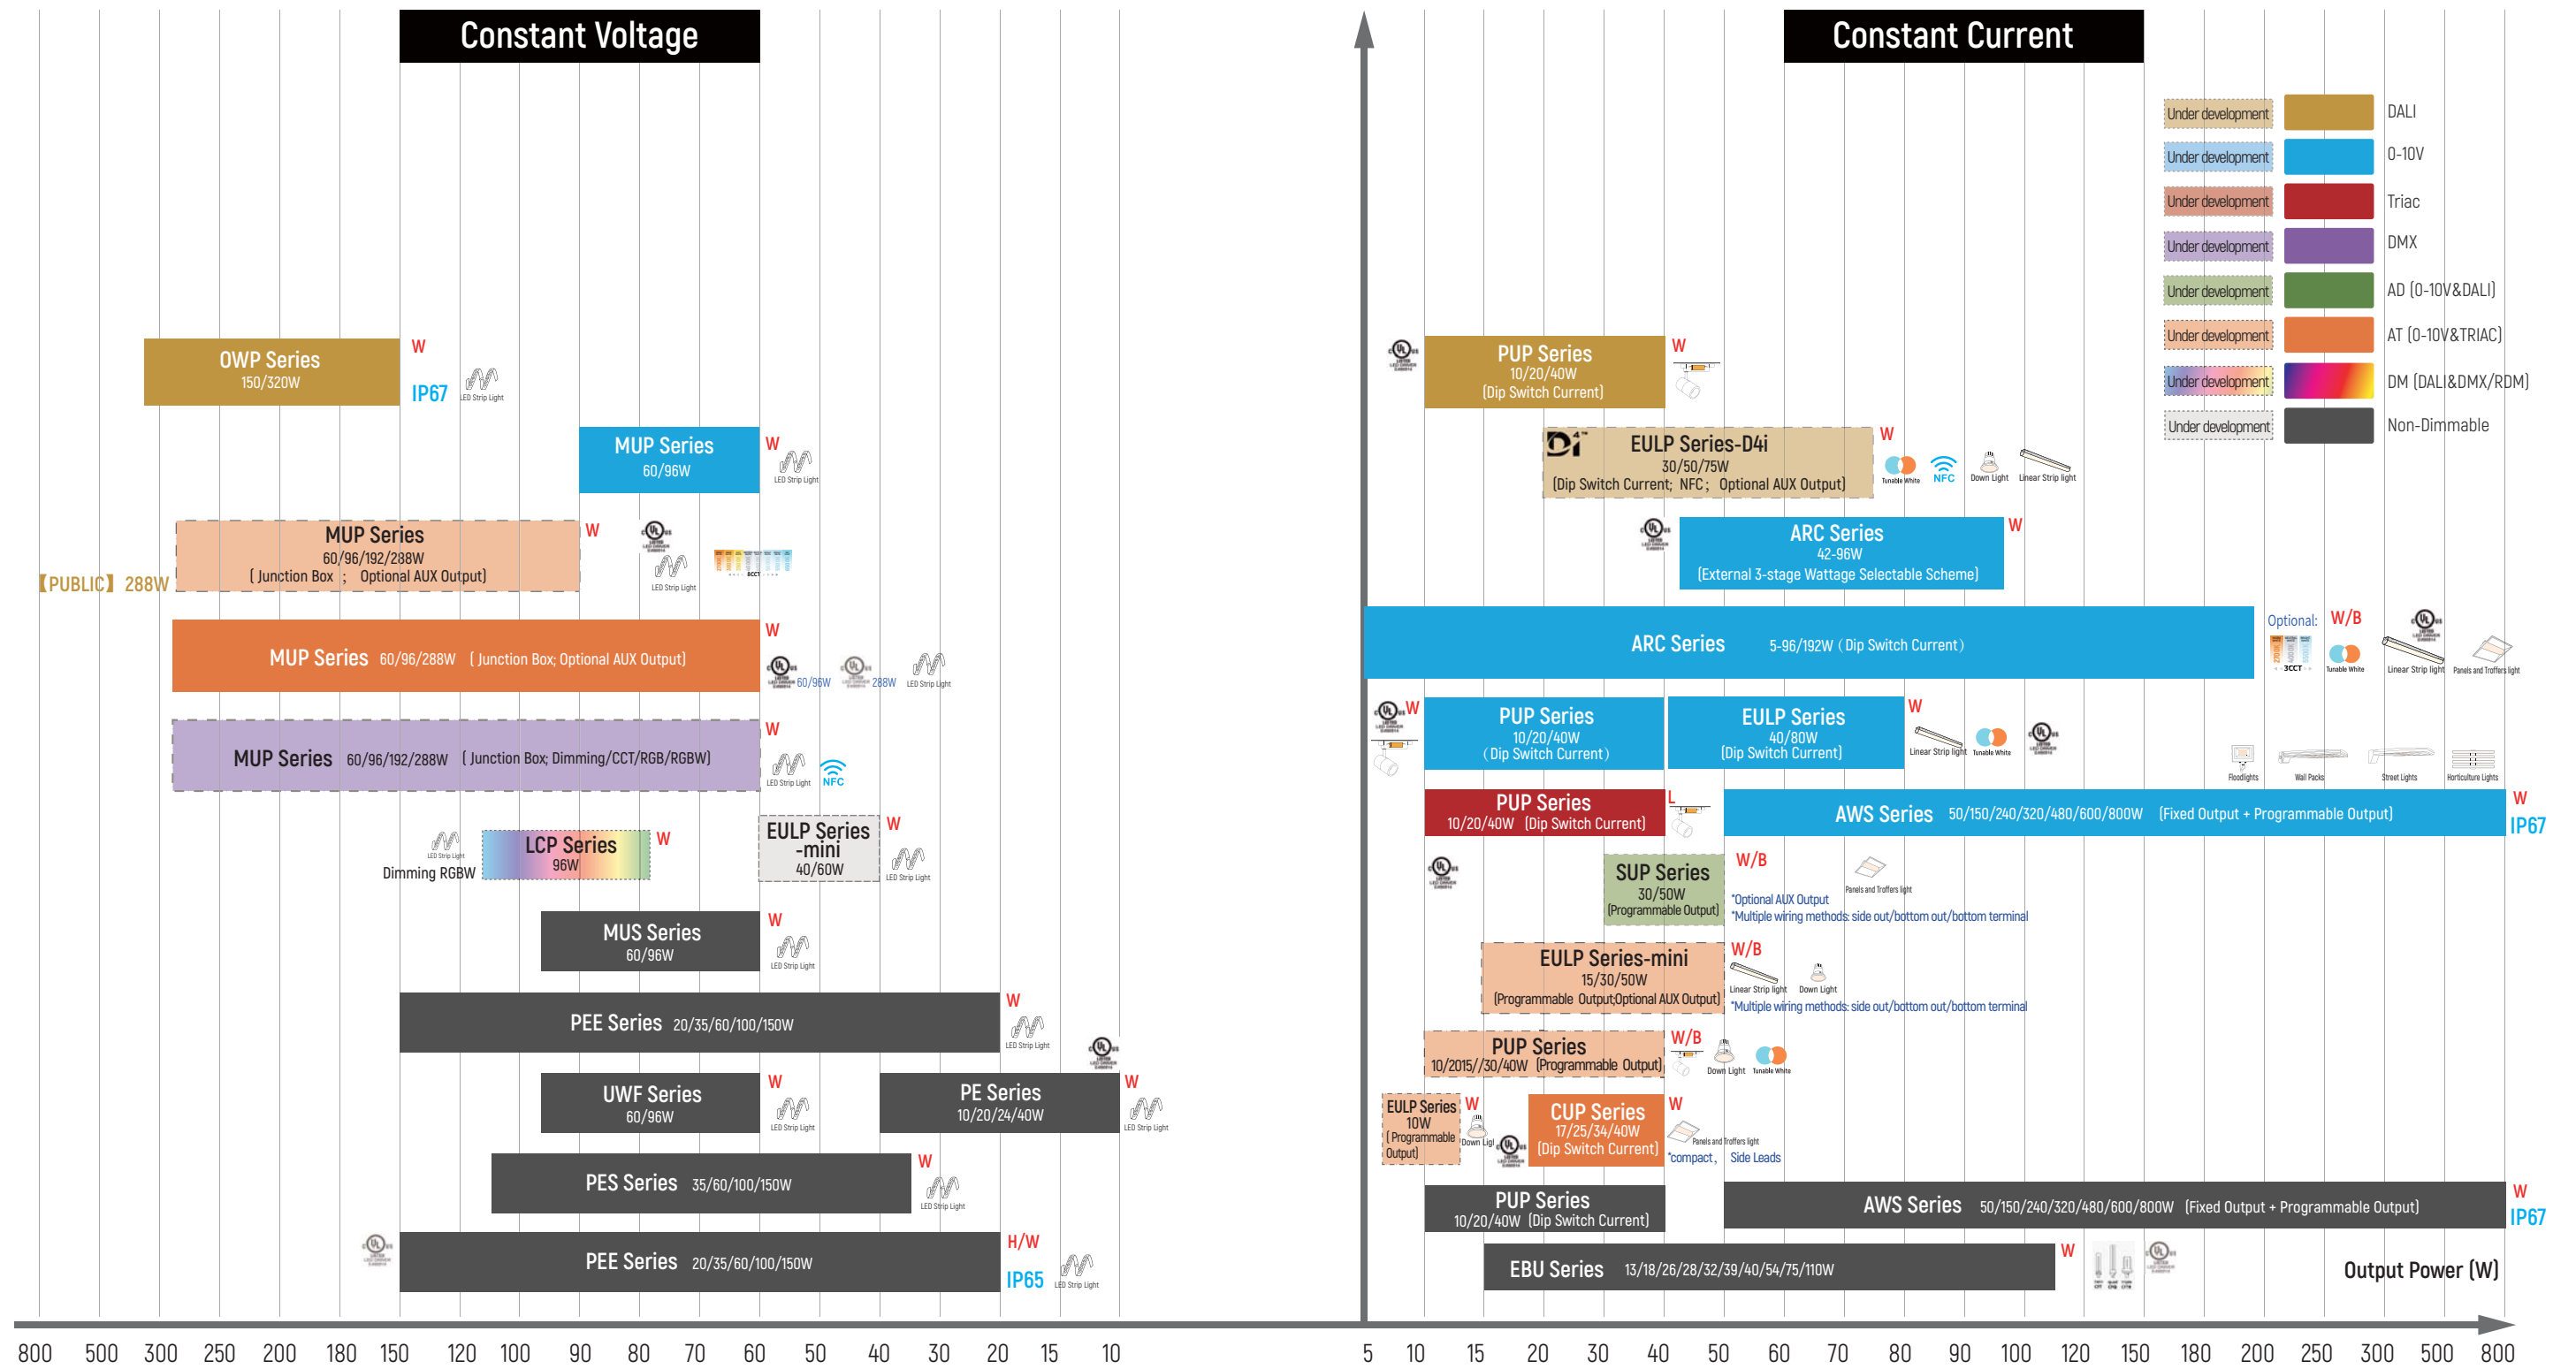 Constant Voltage
Constant Current
Under development
DALI
Under development
0-10V
Under development
Triac
Under development
DMX
Under development
AD (0-10V&DALI)
Under development
AT (0-10V&TRIAC)
Under development
DM (DALI&DMX/RDM)
Under development
Non-Dimmable
OWP Series
150/320W
W
IP67
LED Strip Light
MUP Series
60/96W
W
LED Strip Light
MUP Series
60/96/192/288W
( Junction Box ; Optional AUX Output)
【PUBLIC】 288W
W
LED Strip Light
MUP Series 60/96/288W ( Junction Box; Optional AUX Output)
W
60/96W
288W
LED Strip Light
MUP Series 60/96/192/288W ( Junction Box; Dimming/CCT/RGB/RGBW)
W
LED Strip Light
NFC
LED Strip Light
Dimming RGBW
LCP Series
96W
W
EULP Series
-mini
40/60W
W
LED Strip Light
MUS Series
60/96W
W
LED Strip Light
PEE Series 20/35/60/100/150W
W
LED Strip Light
UWF Series
60/96W
W
LED Strip Light
PE Series
10/20/24/40W
W
LED Strip Light
PES Series 35/60/100/150W
W
LED Strip Light
PEE Series 20/35/60/100/150W
H/W
IP65
LED Strip Light
PUP Series
10/20/40W
(Dip Switch Current)
W
Di4™
EULP Series-D4i
30/50/75W
(Dip Switch Current; NFC ; Optional AUX Output)
W
Tunable White
NFC
Down Light
Linear Strip light
ARC Series
42-96W
(External 3-stage Wattage Selectable Scheme)
W
ARC Series 5-96/192W (Dip Switch Current)
Optional: W/B
3CCT
Tunable White
Linear Strip light
Panels and Troffers light
W
PUP Series
10/20/40W
(Dip Switch Current)
EULP Series
40/80W
(Dip Switch Current)
W
Linear Strip light
Tunable White
Floodlights
Wall Packs
Street Lights
Horticulture Lights
PUP Series
10/20/40W (Dip Switch Current)
L
AWS Series 50/150/240/320/480/600/800W (Fixed Output + Programmable Output)
W
IP67
SUP Series
30/50W
(Programmable Output)
W/B
Panels and Troffers light
*Optional AUX Output
*Multiple wiring methods: side out/bottom out/bottom terminal
EULP Series-mini
15/30/50W
(Programmable Output;Optional AUX Output)
W/B
Linear Strip light
Down Light
*Multiple wiring methods: side out/bottom out/bottom terminal
PUP Series
10/2015//30/40W (Programmable Output)
W/B
Down Light
Tunable White
EULP Series
10W
( Programmable
Output)
W
Down Ligl
CUP Series
17/25/34/40W
(Dip Switch Current)
W
Panels and Troffers light
*compact， Side Leads
PUP Series
10/20/40W (Dip Switch Current)
AWS Series 50/150/240/320/480/600/800W (Fixed Output + Programmable Output)
W
IP67
EBU Series 13/18/26/28/32/39/40/54/75/110W
W
Output Power (W)
800 500 300 250 200 180 150 120 100 90 80 70 60 50 40 30 20 15 10
5 10 15 20 30 40 50 60 70 80 90 100 120 150 180 200 250 300 500 800